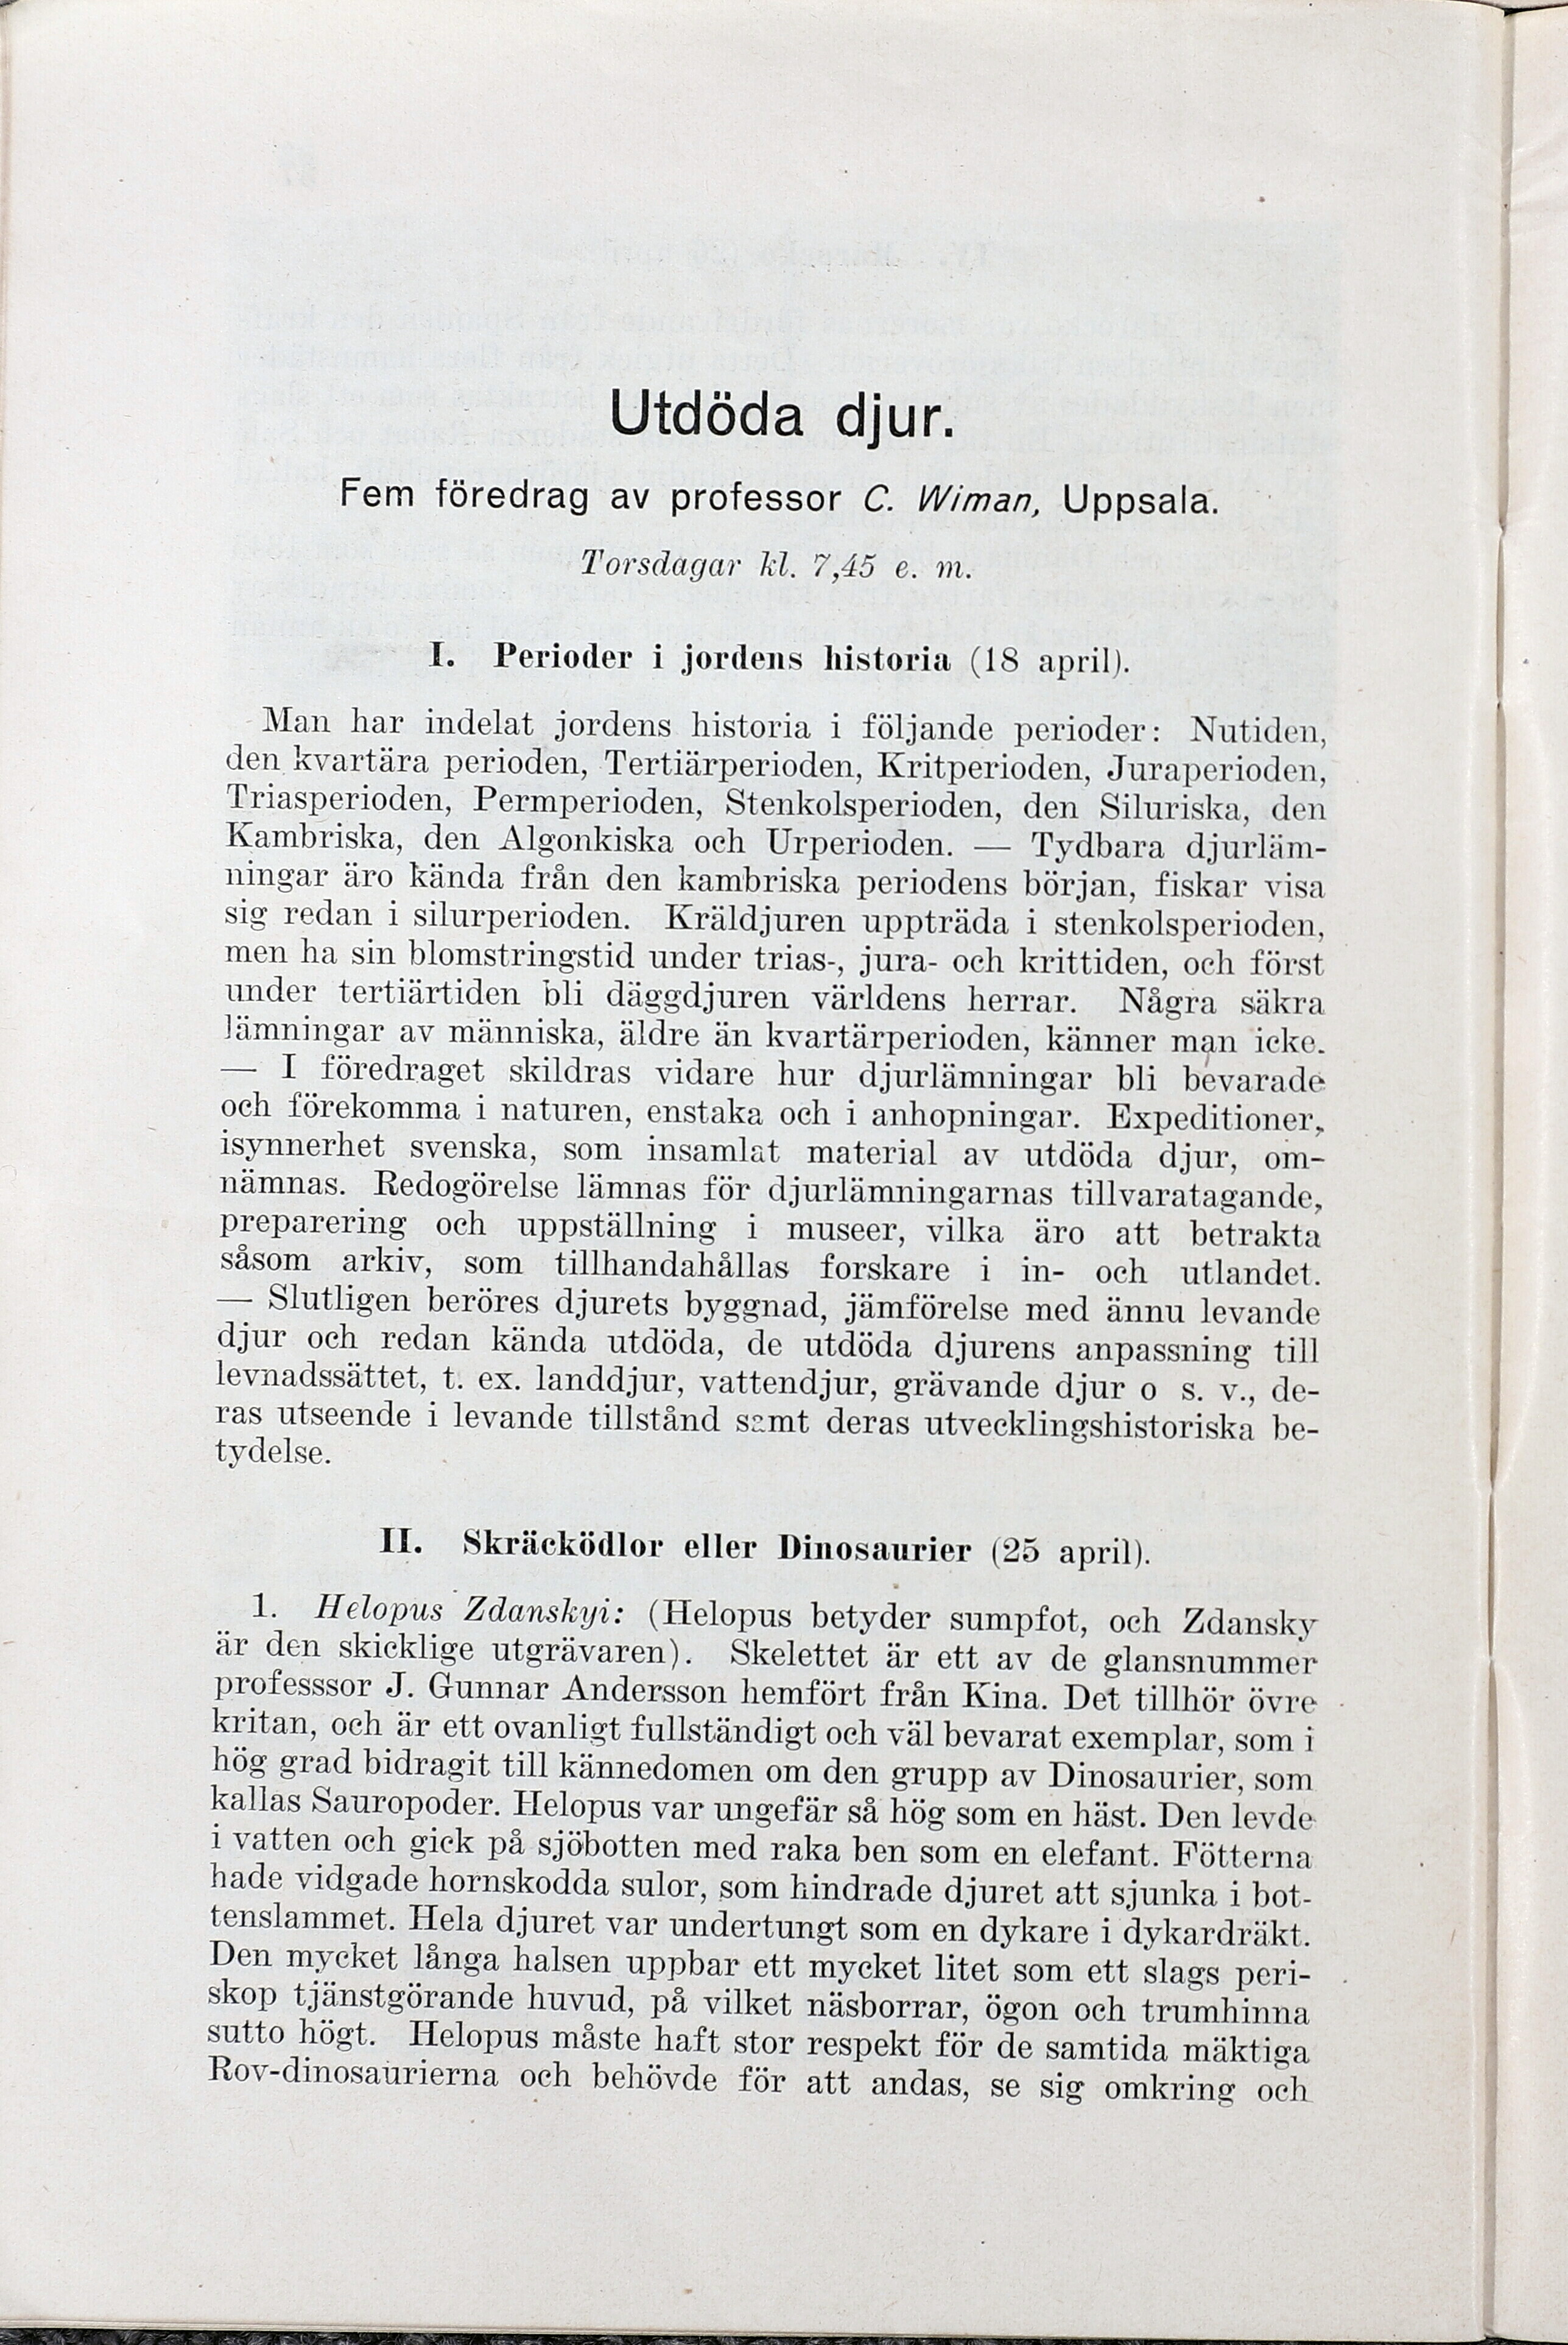 Utdöda djur.
Fem föredrag av professor C. Wiman, Uppsala.
Torsdagar kl. 7,45 e. m.
I. Perioder i jordens historia (18 april).
Man har indelat jordens historia i följande perioder: Nutiden,
den kvartära perioden, Tertiärperioden, Kritperioden, Juraperioden,
Triasperioden, Permperioden, Stenkolsperioden, den Siluriska, den
Kambriska, den Algonkiska och Urperioden. — Tydbara djurläm-
ningar äro kända från den kambriska periodens början, fiskar visa
sig redan i silurperioden. Kräldjuren uppträda i stenkolsperioden,
men ha sin blomstringstid under trias-, jura- och krittiden, och först
under tertiärtiden bli däggdjuren världens herrar. Några säkra
lämningar av människa, äldre än kvartärperioden, känner man icke.
— I föredraget skildras vidare hur djurlämningar bli bevarade
och förekomma i naturen, enstaka och i anhopningar. Expeditioner,
isynnerhet svenska, som insamlat material av utdöda djur, om-
nämnas. Redogörelse lämnas för djurlämningarnas tillvaratagande,
preparering och uppställning i museer, vilka äro att betrakta
såsom arkiv, som tillhandahållas forskare i in- och utlandet.
— Slutligen beröres djurets byggnad, jämförelse med ännu levande
djur och redan kända utdöda, de utdöda djurens anpassning till
levnadssättet, t. ex. landdjur, vattendjur, grävande djur o s. v., de-
ras utseende i levande tillstånd samt deras utvecklingshistoriska be-
tydelse.
II. Skräcködlor eller Dinosaurier (25 april).
1. Helopus Zdanskyi: (Helopus betyder sumpfot, och Zdansky
är den skicklige utgrävaren). Skelettet är ett av de glansnummer
professsor J. Gunnar Andersson hemfört från Kina. Det tillhör övre
kritan, och är ett ovanligt fullständigt och väl bevarat exemplar, som i
hög grad bidragit till kännedomen om den grupp av Dinosaurier, som
kallas Sauropoder. Helopus var ungefär så hög som en häst. Den levde
i vatten och gick på sjöbotten med raka ben som en elefant. Fötterna
hade vidgade hornskodda sulor, som hindrade djuret att sjunka i bot-
tenslammet. Hela djuret var undertungt som en dykare i dykardräkt.
Den mycket långa halsen uppbar ett mycket litet som ett slags peri-
skop tjänstgörande huvud, på vilket näsborrar, ögon och trumhinna
sutto högt. Helopus måste haft stor respekt för de samtida mäktiga
Rov-dinosaurierna och behövde för att andas, se sig omkring och